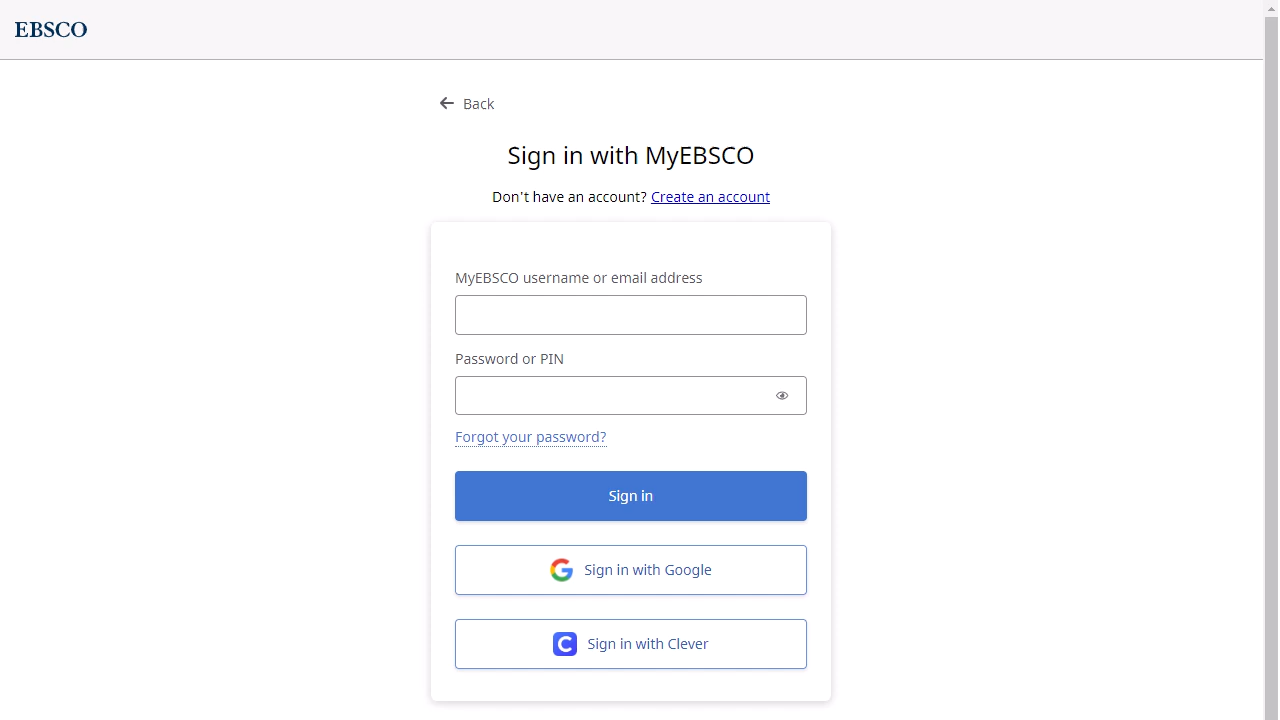 EBSCO
Back
Sign in with MyEBSCO
Don't have an account? Create an account
MyEBSCO username or email address
Password or PIN
Forgot your password?
Sign in
Sign in with Google
Sign in with Clever